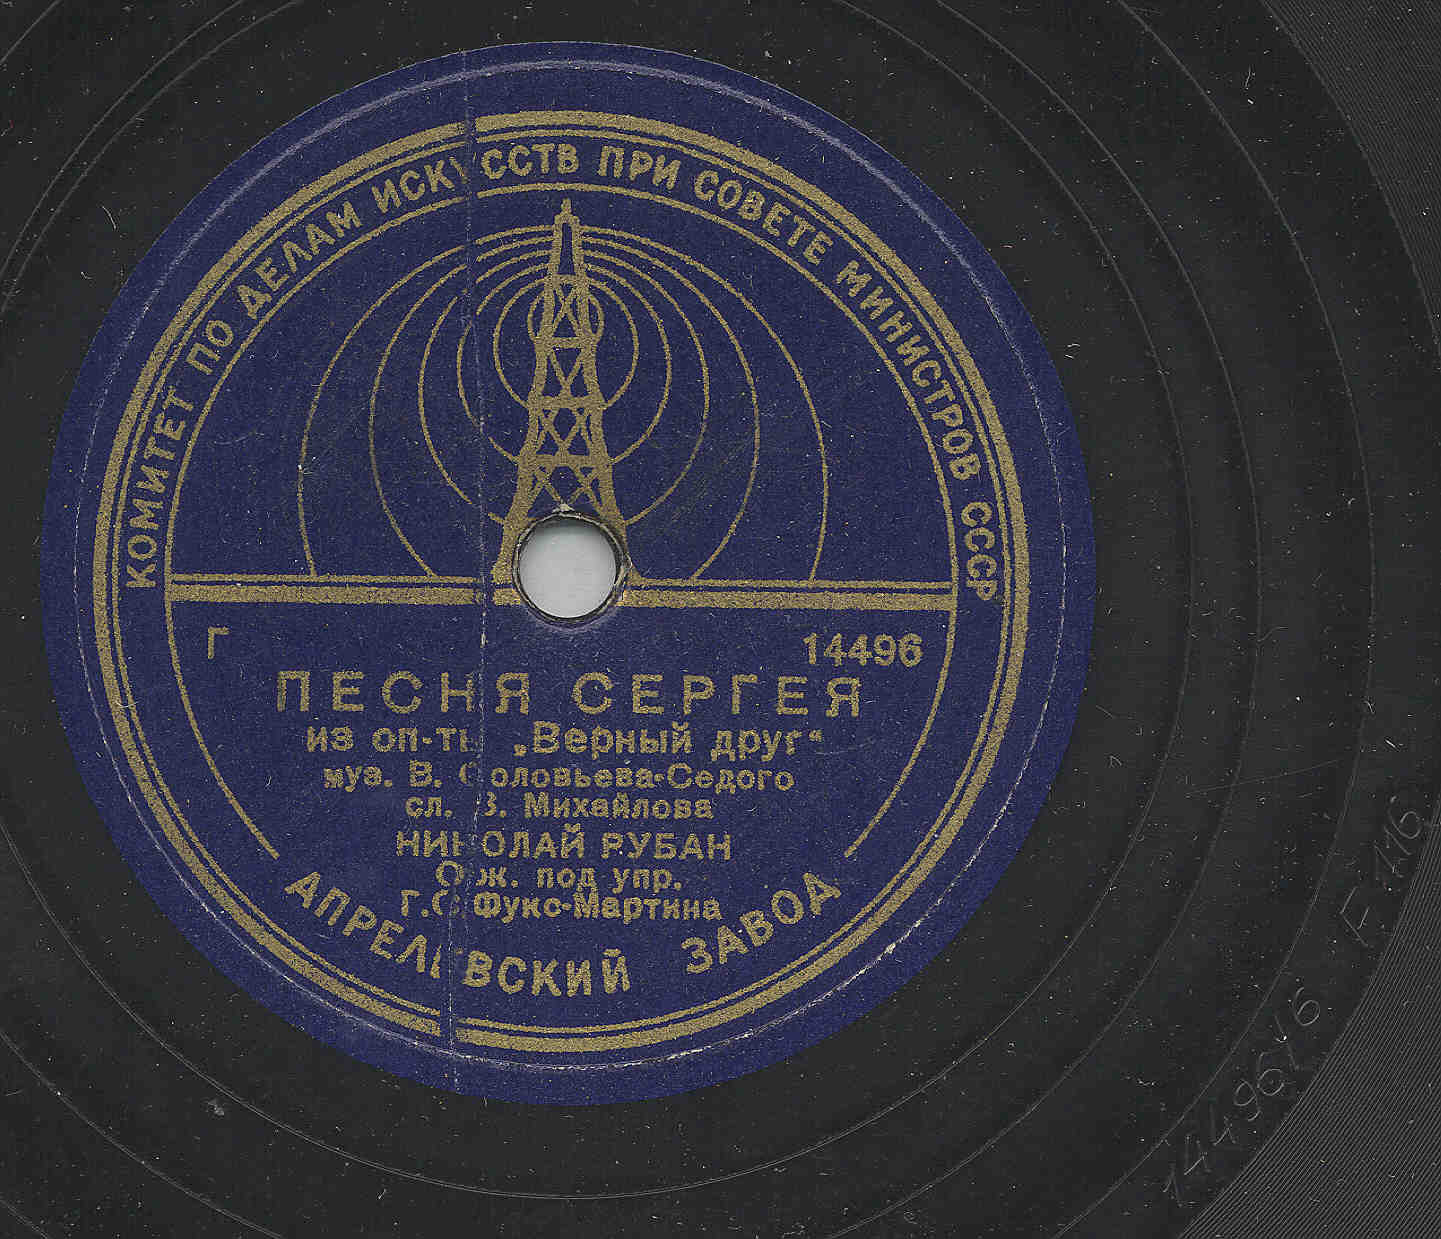 КОМИТЕТ ПО ДЕЛАМ ИСКУССТВ ПРИ СОВЕТЕ МИНИСТРОВ СССР
Г 14496
ПЕСНЯ СЕРГЕЯ
из оп-ты „Верный друг“
муз. В. Соловьева-Седого
сл. В. Михайлова
НИКОЛАЙ РУБАН
Орк. под упр.
Фукс-Мартина
АПРЕЛЕВСКИЙ ЗАВОД
14496/6